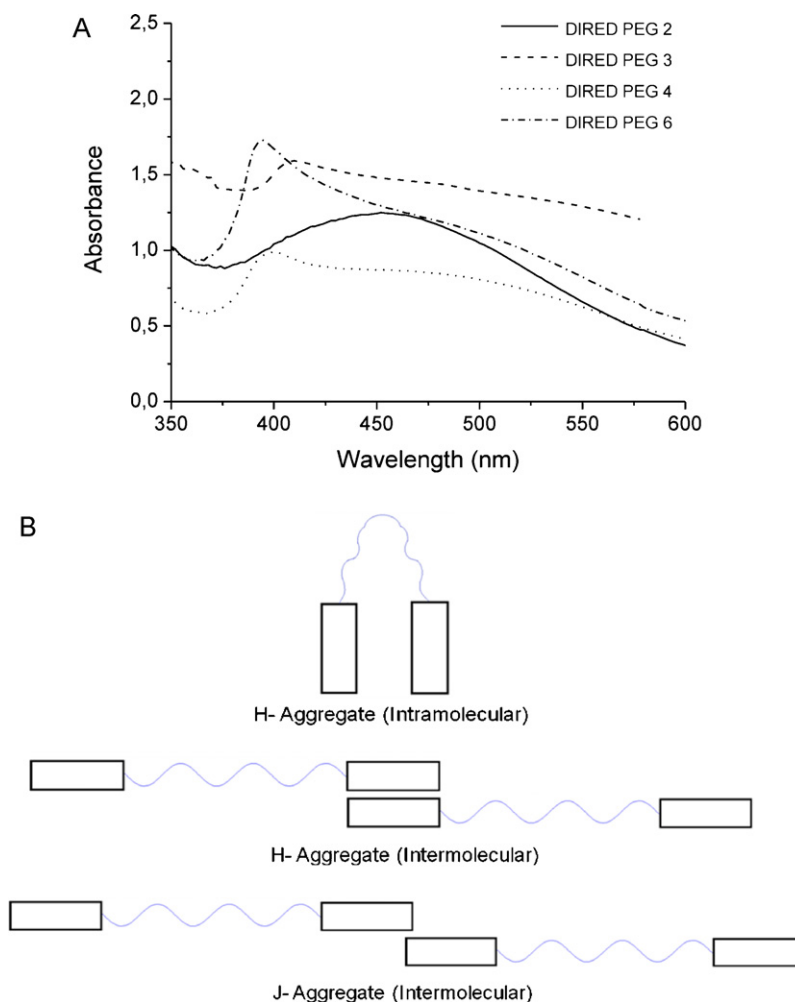 A
2,5
2,0
1,5
1,0
0,5
0,0
Absorbance
350
400
450
500
550
600
Wavelength (nm)
DIRED PEG 2
DIRED PEG 3
DIRED PEG 4
DIRED PEG 6
B
H- Aggregate (Intramolecular)
H- Aggregate (Intermolecular)
J- Aggregate (Intermolecular)